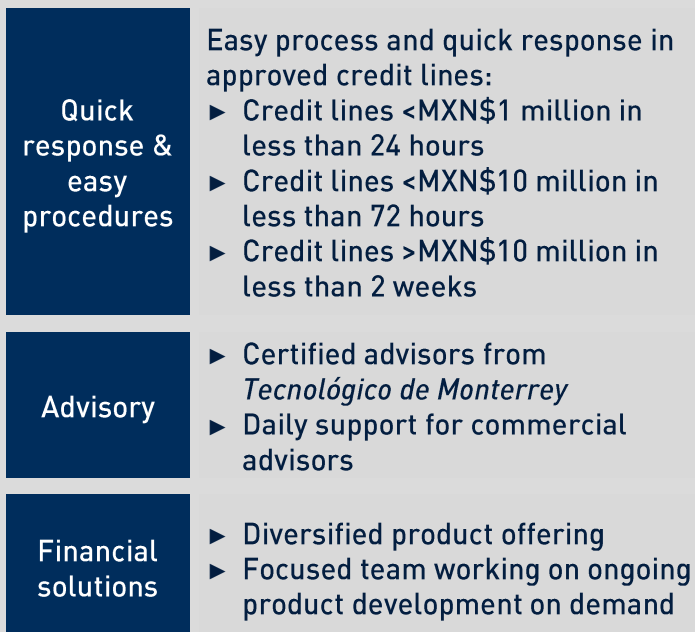 Quick
response &
easy
procedures
Easy process and quick response in
approved credit lines:
► Credit lines <MXN$1 million in
less than 24 hours
► Credit lines <MXN$10 million in
less than 72 hours
► Credit lines >MXN$10 million in
less than 2 weeks
Advisory
► Certified advisors from
Tecnológico de Monterrey
► Daily support for commercial
advisors
Financial
solutions
► Diversified product offering
► Focused team working on ongoing
product development on demand